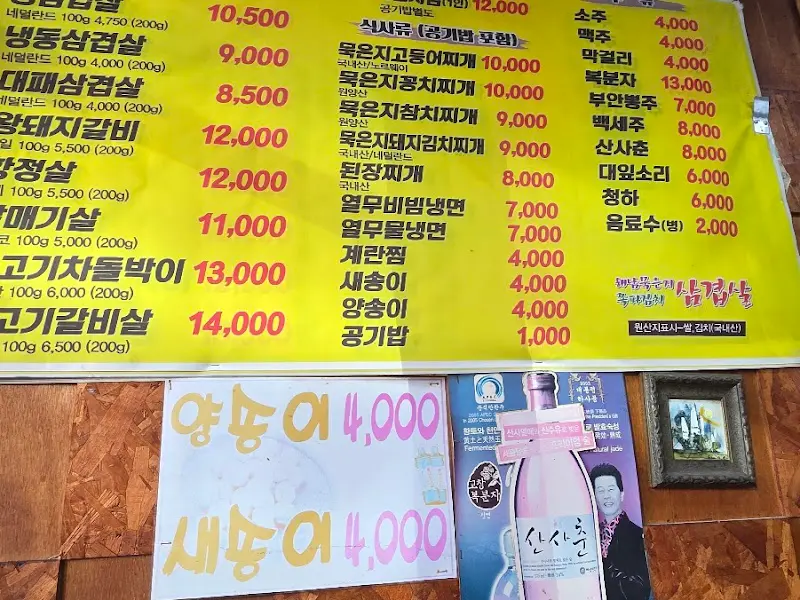 10,500
네덜란드 100g 4,750 (200g)
냉동삼겹살 9,000
네덜란드 100g 4,000 (200g)
대패삼겹살 8,500
네덜란드 100g 4,000 (200g)
왕돼지갈비 12,000
100g 5,500 (200g)
항정살 12,000
100g 5,500 (200g)
갈매기살 11,000
100g 5,000 (200g)
고기차돌박이 13,000
100g 6,000 (200g)
고기갈비살 14,000
100g 6,500 (200g)
12,000
공기밥별도
식사류 (공기밥 포함)
묵은지고등어찌개 10,000
국내산/노르웨이
묵은지꽁치찌개 10,000
원양산
묵은지참치찌개 9,000
원양산
묵은지돼지김치찌개 9,000
국내산/네덜란드
된장찌개 8,000
국내산
열무비빔냉면 7,000
열무물냉면 7,000
계란찜 4,000
새송이 4,000
양송이 4,000
공기밥 1,000
소주 4,000
맥주 4,000
막걸리 4,000
복분자 13,000
부안뽕주 7,000
백세주 8,000
산사춘 8,000
대잎소리 6,000
청하 6,000
음료수(병) 2,000
해남묵은지
쪽파김치 삼겹살
원산지표시-쌀,김치(국내산)
양송이 4,000
새송이 4,000
고창
복분자
산사춘